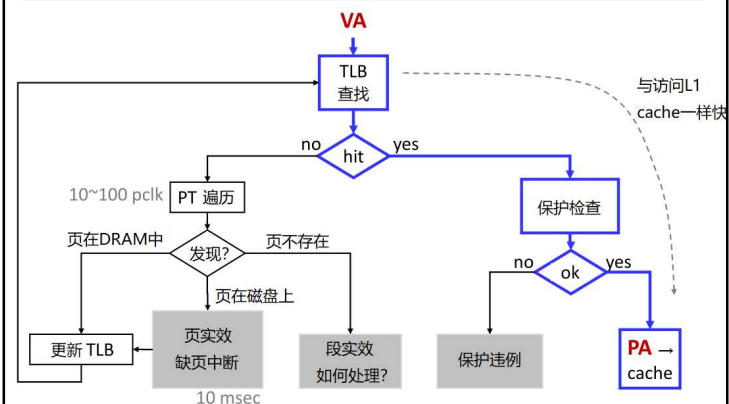 VA
TLB
查找
与访问L1
cache一样快
no
hit
yes
10~100 pclk
PT 遍历
保护检查
页在DRAM中
发现?
页不存在
no
ok
yes
页在磁盘上
更新 TLB
页实效
缺页中断
段实效
如何处理?
保护违例
PA →
cache
10 msec